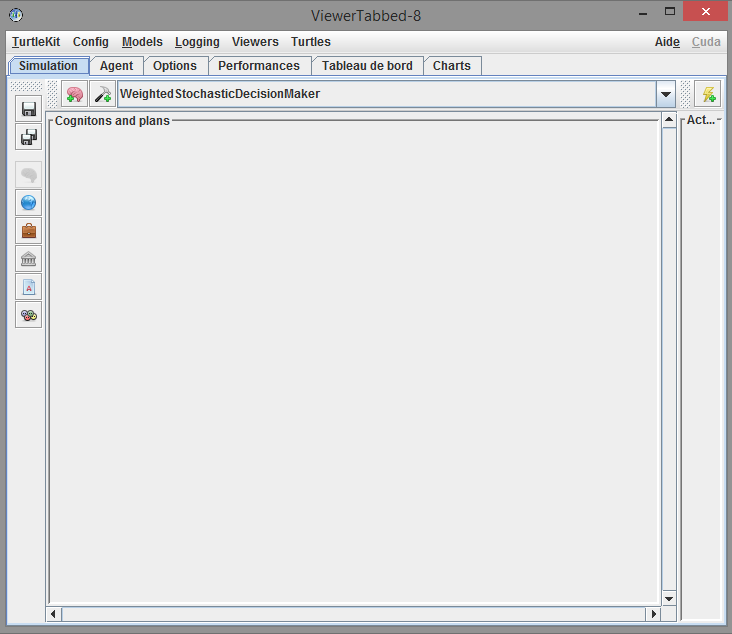 ViewerTabbed-8
TurtleKit Config Models Logging Viewers Turtles Aide Cuda
Simulation Agent Options Performances Tableau de bord Charts
WeightedStochasticDecisionMaker
Cognitons and plans Act...
A